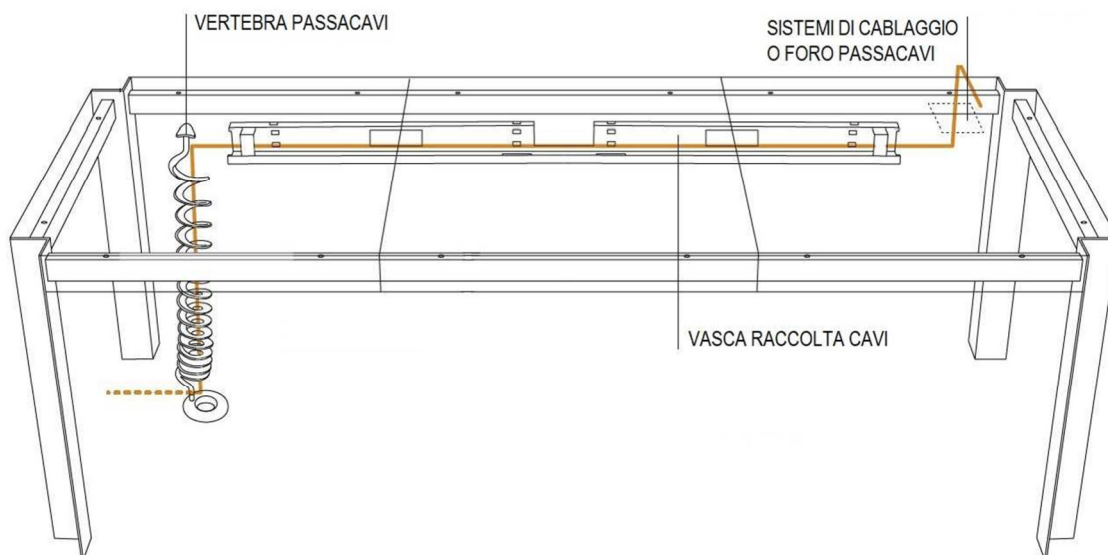 VERTEBRA PASSACAVI
SISTEMI DI CABLAGGIO
O FORO PASSACAVI
VASCA RACCOLTA CAVI